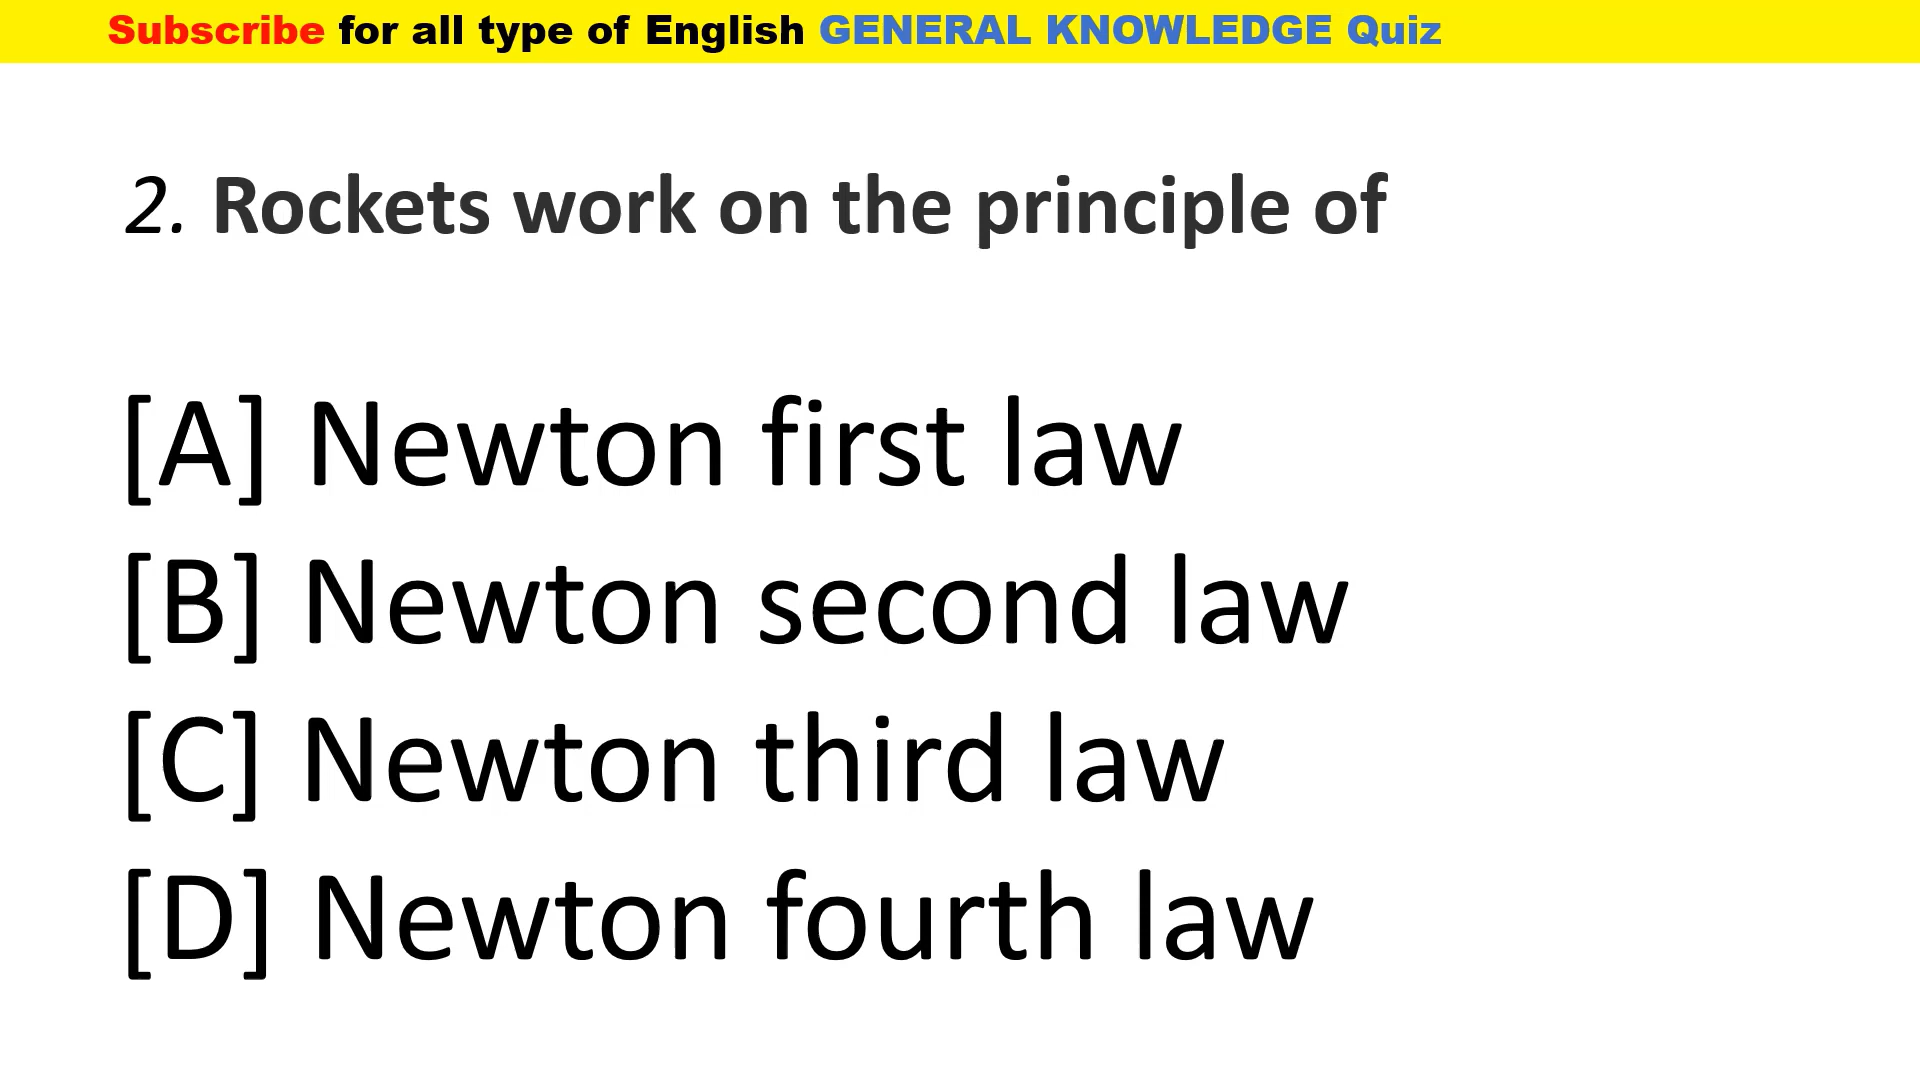 Subscribe for all type of English GENERAL KNOWLEDGE Quiz
2. Rockets work on the principle of
[A] Newton first law
[B] Newton second law
[C] Newton third law
[D] Newton fourth law